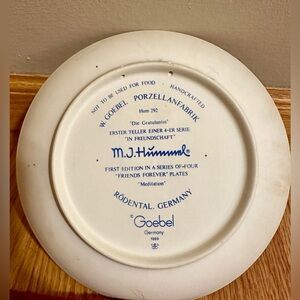 NOT TO BE USED FOR FOOD · HANDCRAFTED
W. GOEBEL PORZELLANFABRIK
Hum 292
"Die Gratulantin"
ERSTER TELLER EINER 4-ER SERIE
"IN FREUNDSCHAFT"
M.J.Hümmel®
FIRST EDITION IN A SERIES OF FOUR
"FRIENDS FOREVER" PLATES
"Meditation"
RÖDENTAL, GERMANY
© Goebel
Germany
1989